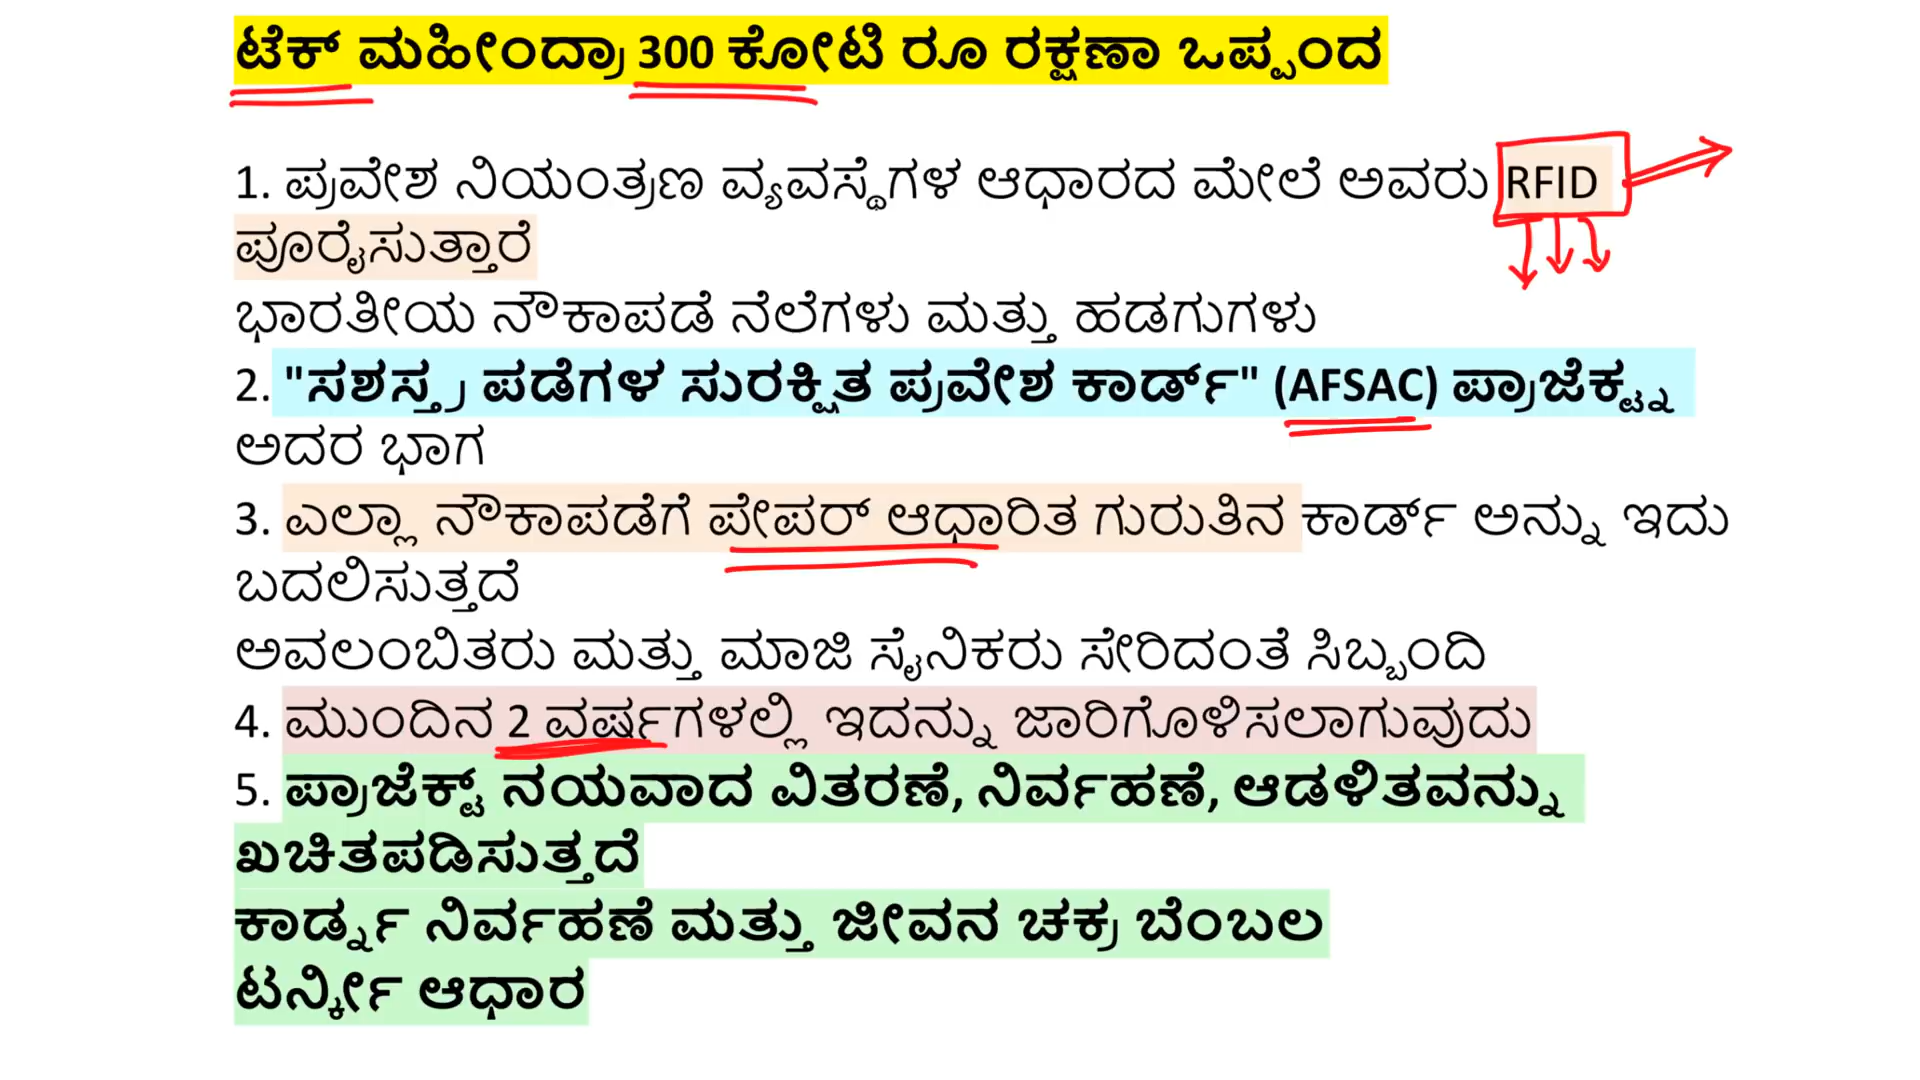 ಟೆಕ್ ಮಹೀಂದ್ರಾ 300 ಕೋಟಿ ರೂ ರಕ್ಷಣಾ ಒಪ್ಪಂದ
1. ಪ್ರವೇಶ ನಿಯಂತ್ರಣ ವ್ಯವಸ್ಥೆಗಳ ಆಧಾರದ ಮೇಲೆ ಅವರು RFID
ಪೂರೈಸುತ್ತಾರೆ
ಭಾರತೀಯ ನೌಕಾಪಡೆ ನೆಲೆಗಳು ಮತ್ತು ಹಡಗುಗಳು
2. "ಸಶಸ್ತ್ರ ಪಡೆಗಳ ಸುರಕ್ಷಿತ ಪ್ರವೇಶ ಕಾರ್ಡ್" (AFSAC) ಪ್ರಾಜೆಕ್ಟ್ನ
ಅದರ ಭಾಗ
3. ಎಲ್ಲಾ ನೌಕಾಪಡೆಗೆ ಪೇಪರ್ ಆಧಾರಿತ ಗುರುತಿನ ಕಾರ್ಡ್ ಅನ್ನು ಇದು
ಬದಲಿಸುತ್ತದೆ
ಅವಲಂಬಿತರು ಮತ್ತು ಮಾಜಿ ಸೈನಿಕರು ಸೇರಿದಂತೆ ಸಿಬ್ಬಂದಿ
4. ಮುಂದಿನ 2 ವರ್ಷಗಳಲ್ಲಿ ಇದನ್ನು ಜಾರಿಗೊಳಿಸಲಾಗುವುದು
5. ಪ್ರಾಜೆಕ್ಟ್ ನಯವಾದ ವಿತರಣೆ, ನಿರ್ವಹಣೆ, ಆಡಳಿತವನ್ನು
ಖಚಿತಪಡಿಸುತ್ತದೆ
ಕಾರ್ಡ್ನ ನಿರ್ವಹಣೆ ಮತ್ತು ಜೀವನ ಚಕ್ರ ಬೆಂಬಲ
ಟರ್ನ್ಕೀ ಆಧಾರ